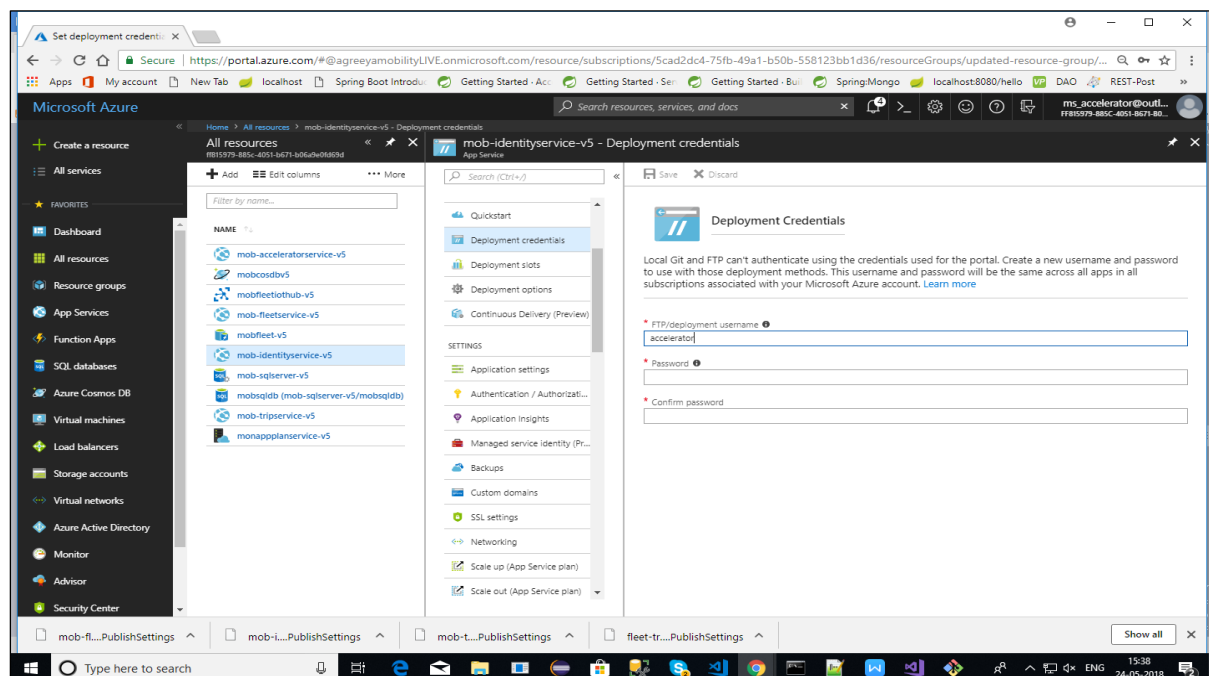 Set deployment credentia
Secure
https://portal.azure.com/#@agreeyamobilityLIVE.onmicrosoft.com/resource/subscriptions/5cad2dc4-75fb-49a1-b50b-558123bb1d36/resourceGroups/updated-resource-group/...
Apps
My account
New Tab
localhost
Spring Boot Introduc
Getting Started · Acc
Getting Started · Ser
Getting Started · Buil
Spring:Mongo
localhost:8080/hello
DAO
REST-Post
»
Microsoft Azure
Search resources, services, and docs
ms_accelerator@outl...
FF815979-885C-4051-B671-B0...
Create a resource
All services
FAVORITES
Dashboard
All resources
Resource groups
App Services
Function Apps
SQL databases
Azure Cosmos DB
Virtual machines
Load balancers
Storage accounts
Virtual networks
Azure Active Directory
Monitor
Advisor
Security Center
Home > All resources > mob-identityservice-v5 - Deployment credentials
All resources
ff815979-885c-4051-b671-b06a9e0fd69d
Add
Edit columns
More
Filter by name...
NAME
mob-acceleratorservice-v5
mobcosdbv5
mobfleetiothub-v5
mob-fleetservice-v5
mobfleet-v5
mob-identityservice-v5
mob-sqlserver-v5
mobsqldb (mob-sqlserver-v5/mobsqldb)
mob-tripservice-v5
monappplanservice-v5
mob-identityservice-v5 - Deployment credentials
App Service
Search (Ctrl+/)
Quickstart
Deployment credentials
Deployment slots
Deployment options
Continuous Delivery (Preview)
SETTINGS
Application settings
Authentication / Authorizati...
Application Insights
Managed service identity (Pr...
Backups
Custom domains
SSL settings
Networking
Scale up (App Service plan)
Scale out (App Service plan)
Save
Discard
Deployment Credentials
Local Git and FTP can't authenticate using the credentials used for the portal. Create a new username and password
to use with those deployment methods. This username and password will be the same across all apps in all
subscriptions associated with your Microsoft Azure account. Learn more
* FTP/deployment username
accelerator
* Password
* Confirm password
mob-fl....PublishSettings
mob-i....PublishSettings
mob-t....PublishSettings
fleet-tr....PublishSettings
Show all
Type here to search
ENG
15:38
24-05-2018